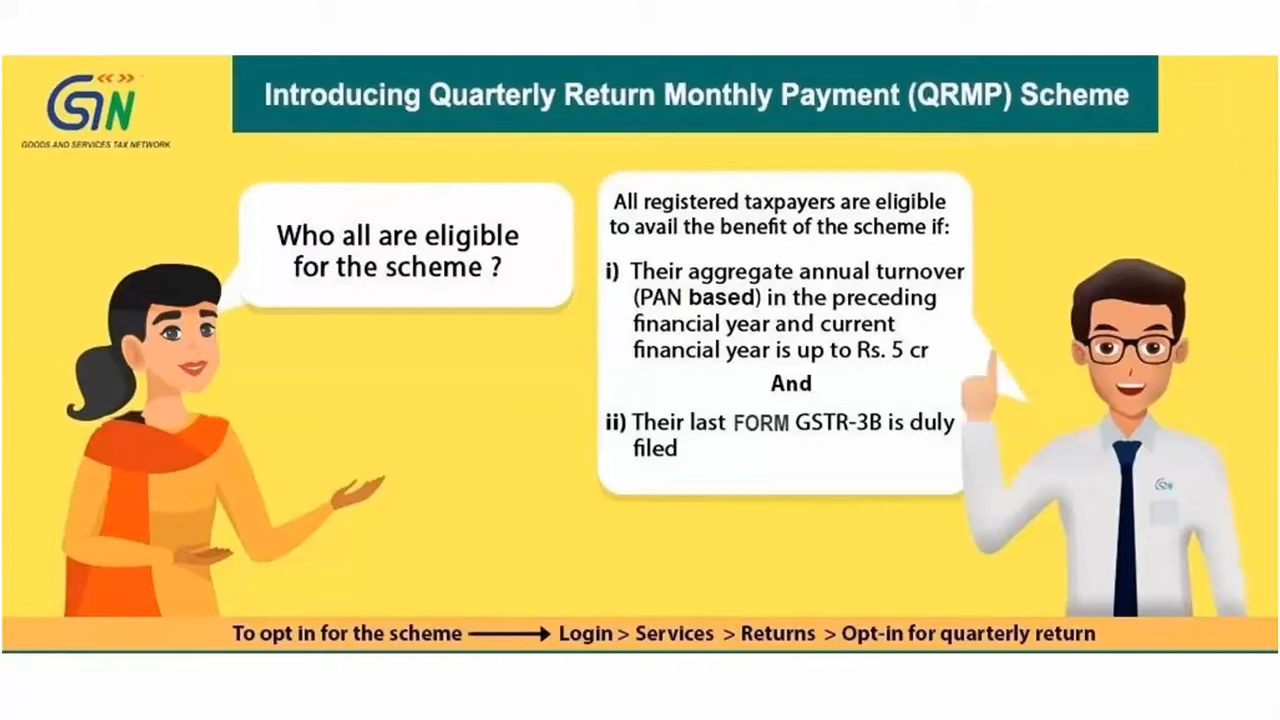 GSTN
GOODS AND SERVICES TAX NETWORK
Introducing Quarterly Return Monthly Payment (QRMP) Scheme
Who all are eligible
for the scheme ?
All registered taxpayers are eligible
to avail the benefit of the scheme if:
i) Their aggregate annual turnover
(PAN based) in the preceding
financial year and current
financial year is up to Rs. 5 cr
And
ii) Their last FORM GSTR-3B is duly
filed
To opt in for the scheme Login > Services > Returns > Opt-in for quarterly return